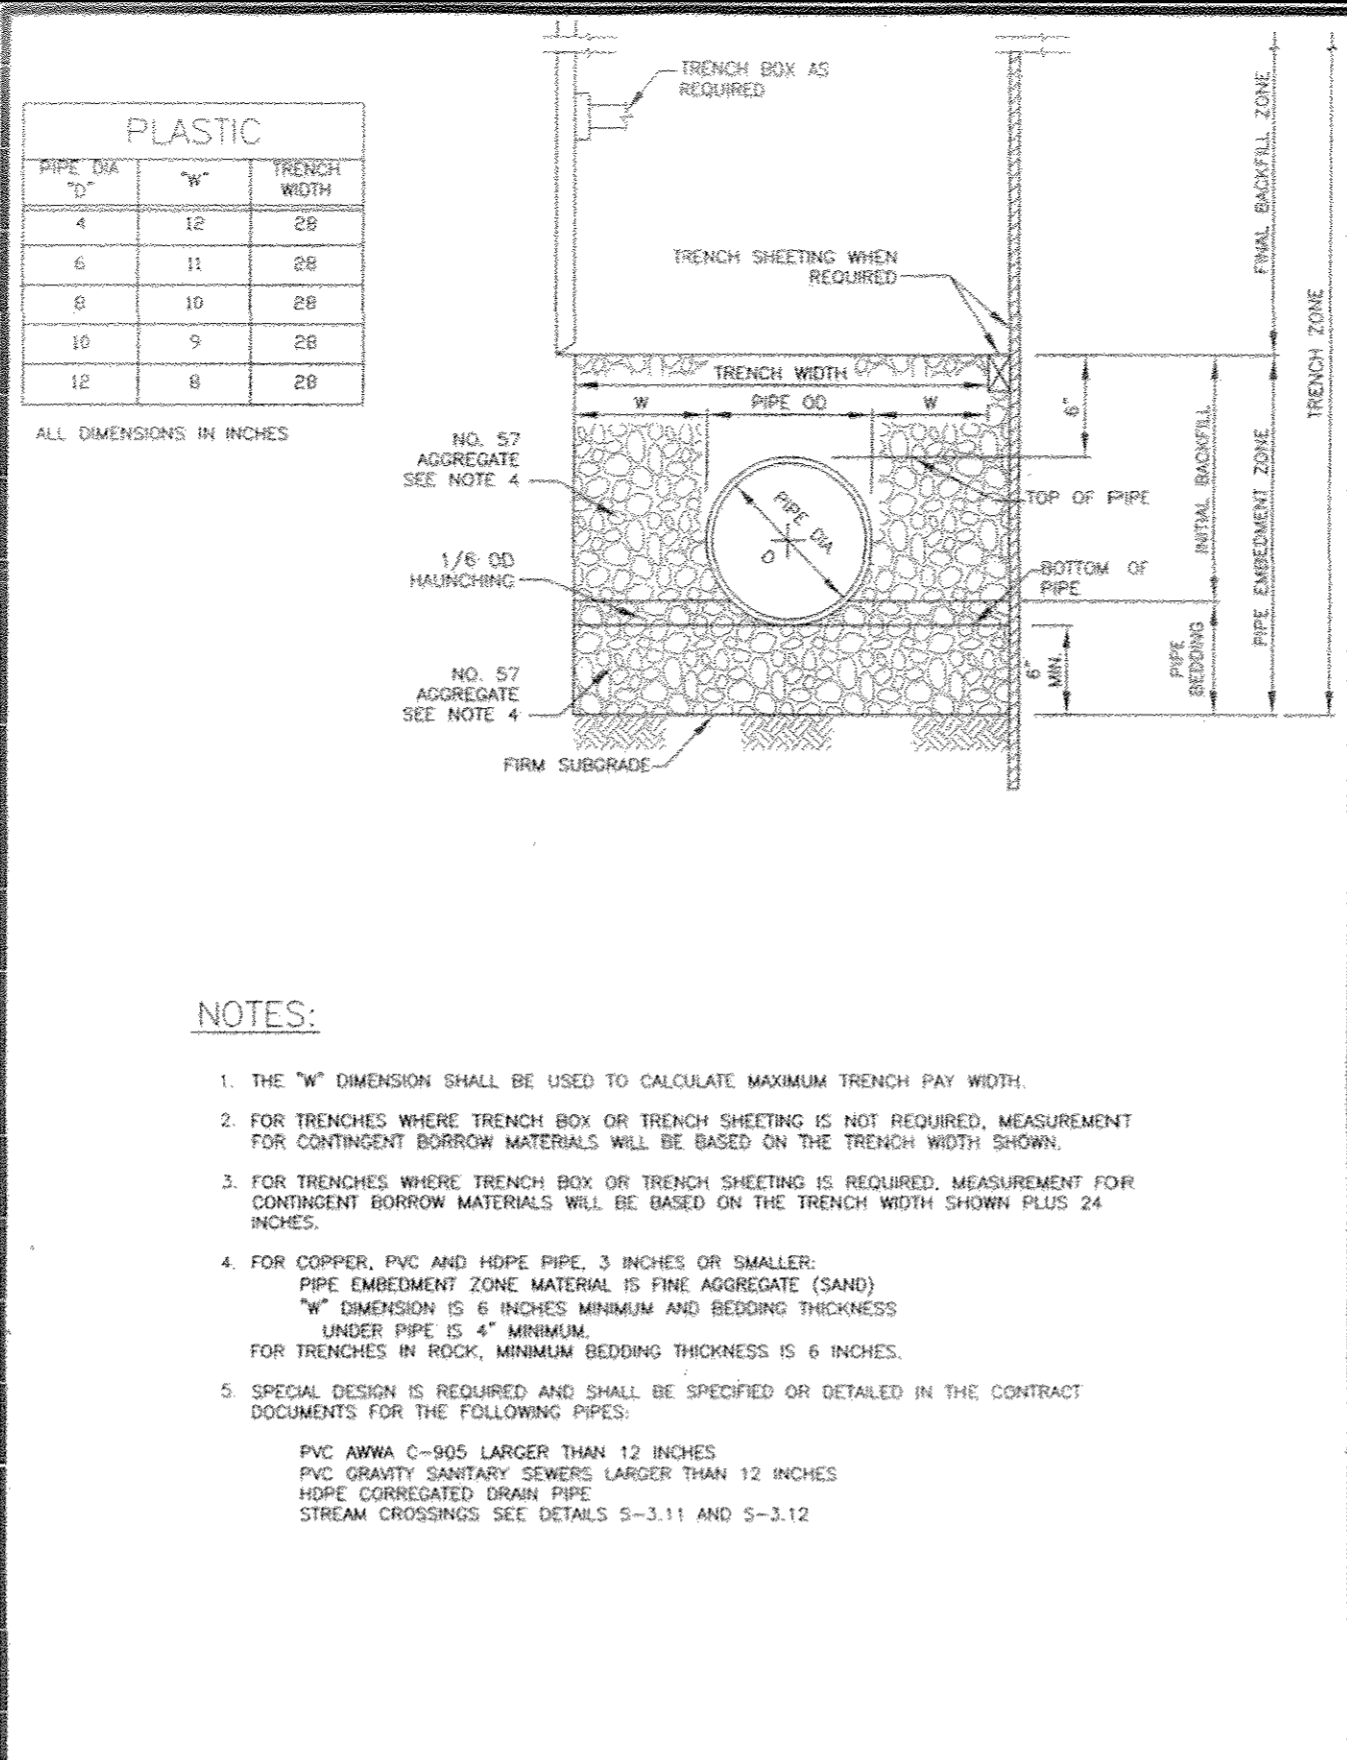 TRENCH BOX AS
REQUIRED
PLASTIC
PIPE DIA "D" "W" TRENCH WIDTH
4 12 28
6 11 28
8 10 28
10 9 28
12 8 28
ALL DIMENSIONS IN INCHES
TRENCH SHEETING WHEN
REQUIRED
TRENCH WIDTH
W PIPE OD W
NO. 57
AGGREGATE
SEE NOTE 4
PIPE DIA
D
TOP OF PIPE
1/6 OD
HAUNCHING
BOTTOM OF
PIPE
NO. 57
AGGREGATE
SEE NOTE 4
FIRM SUBGRADE
6"
6"
MIN.
INITIAL BACKFILL
PIPE
BEDDING
FINAL BACKFILL ZONE
PIPE EMBEDMENT ZONE
TRENCH ZONE
NOTES:
1. THE "W" DIMENSION SHALL BE USED TO CALCULATE MAXIMUM TRENCH PAY WIDTH.
2. FOR TRENCHES WHERE TRENCH BOX OR TRENCH SHEETING IS NOT REQUIRED, MEASUREMENT
FOR CONTINGENT BORROW MATERIALS WILL BE BASED ON THE TRENCH WIDTH SHOWN.
3. FOR TRENCHES WHERE TRENCH BOX OR TRENCH SHEETING IS REQUIRED, MEASUREMENT FOR
CONTINGENT BORROW MATERIALS WILL BE BASED ON THE TRENCH WIDTH SHOWN PLUS 24
INCHES.
4. FOR COPPER, PVC AND HDPE PIPE, 3 INCHES OR SMALLER:
PIPE EMBEDMENT ZONE MATERIAL IS FINE AGGREGATE (SAND)
"W" DIMENSION IS 6 INCHES MINIMUM AND BEDDING THICKNESS
UNDER PIPE IS 4" MINIMUM.
FOR TRENCHES IN ROCK, MINIMUM BEDDING THICKNESS IS 6 INCHES.
5. SPECIAL DESIGN IS REQUIRED AND SHALL BE SPECIFIED OR DETAILED IN THE CONTRACT
DOCUMENTS FOR THE FOLLOWING PIPES:
PVC AWWA C-905 LARGER THAN 12 INCHES
PVC GRAVITY SANITARY SEWERS LARGER THAN 12 INCHES
HDPE CORREGATED DRAIN PIPE
STREAM CROSSINGS SEE DETAILS S-3.11 AND S-3.12